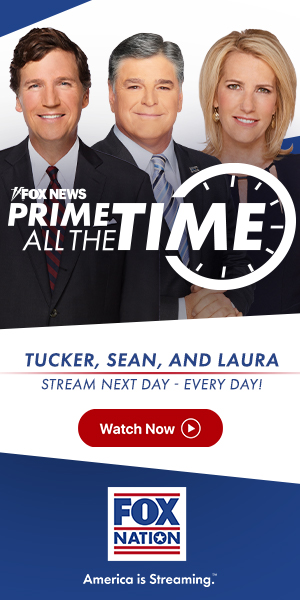 FOX NEWS
PRIME
ALL THE TIME
TUCKER, SEAN, AND LAURA
STREAM NEXT DAY - EVERY DAY!
Watch Now
FOX
NATION
America is Streaming.™